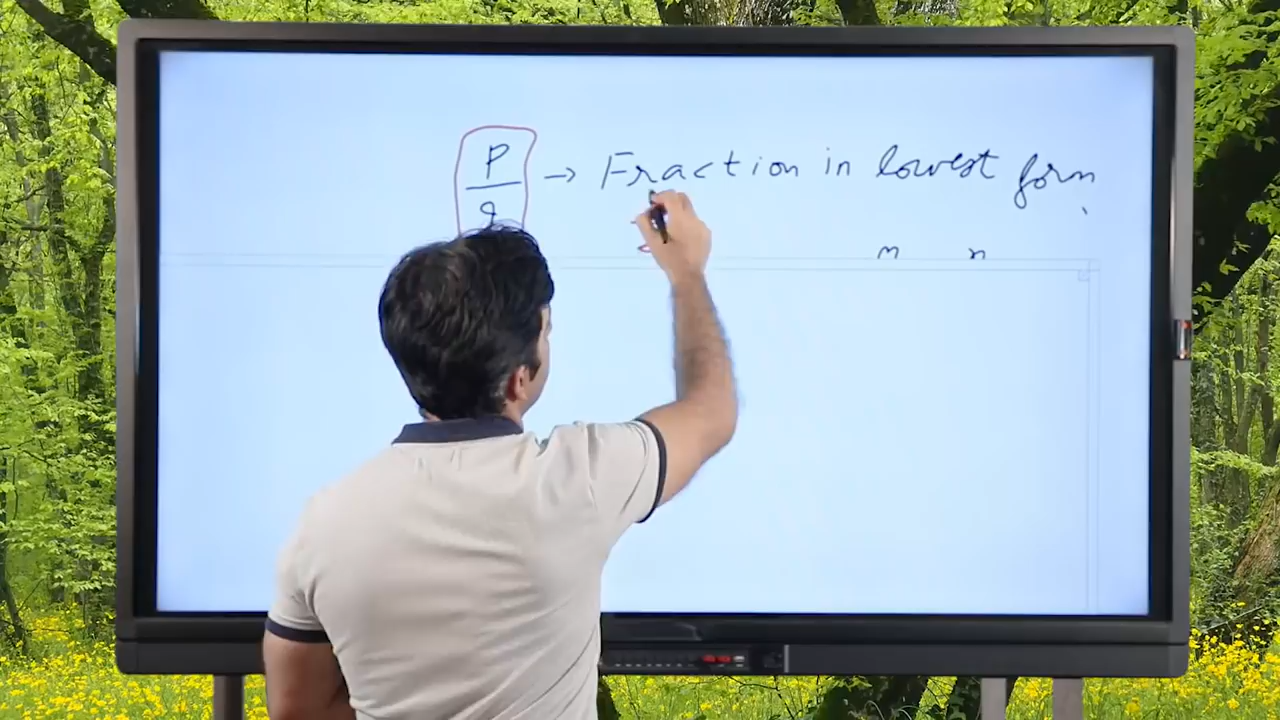 p/q → Fraction in lowest form,
m n